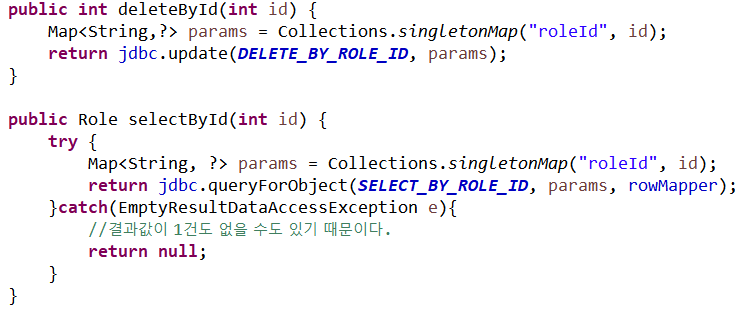 public int deleteById(int id) {
Map<String,?> params = Collections.singletonMap("roleId", id);
return jdbc.update(DELETE_BY_ROLE_ID, params);
}
public Role selectById(int id) {
try {
Map<String, ?> params = Collections.singletonMap("roleId", id);
return jdbc.queryForObject(SELECT_BY_ROLE_ID, params, rowMapper);
}catch(EmptyResultDataAccessException e){
//결과값이 1건도 없을 수도 있기 때문이다.
return null;
}
}